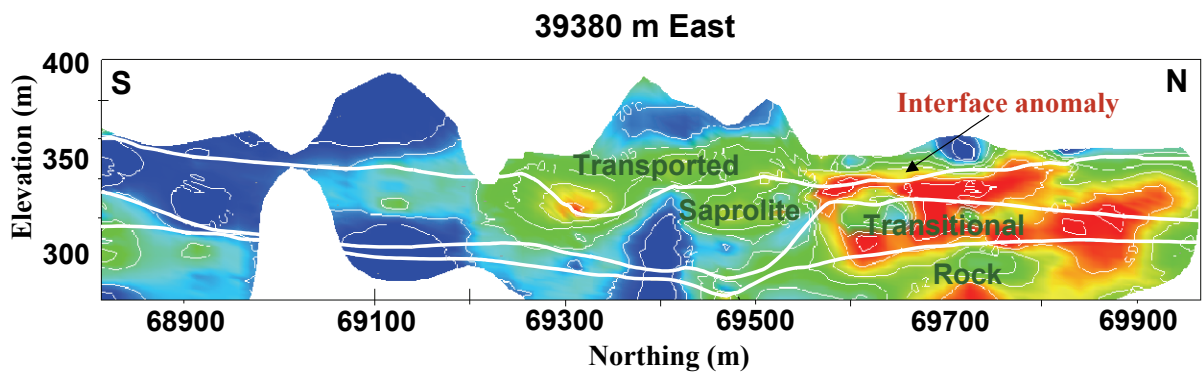 39380 m East
400
S
N
Interface anomaly
350
Transported
Saprolite
Transitional
300
Rock
Elevation (m)
68900 69100 69300 69500 69700 69900
Northing (m)